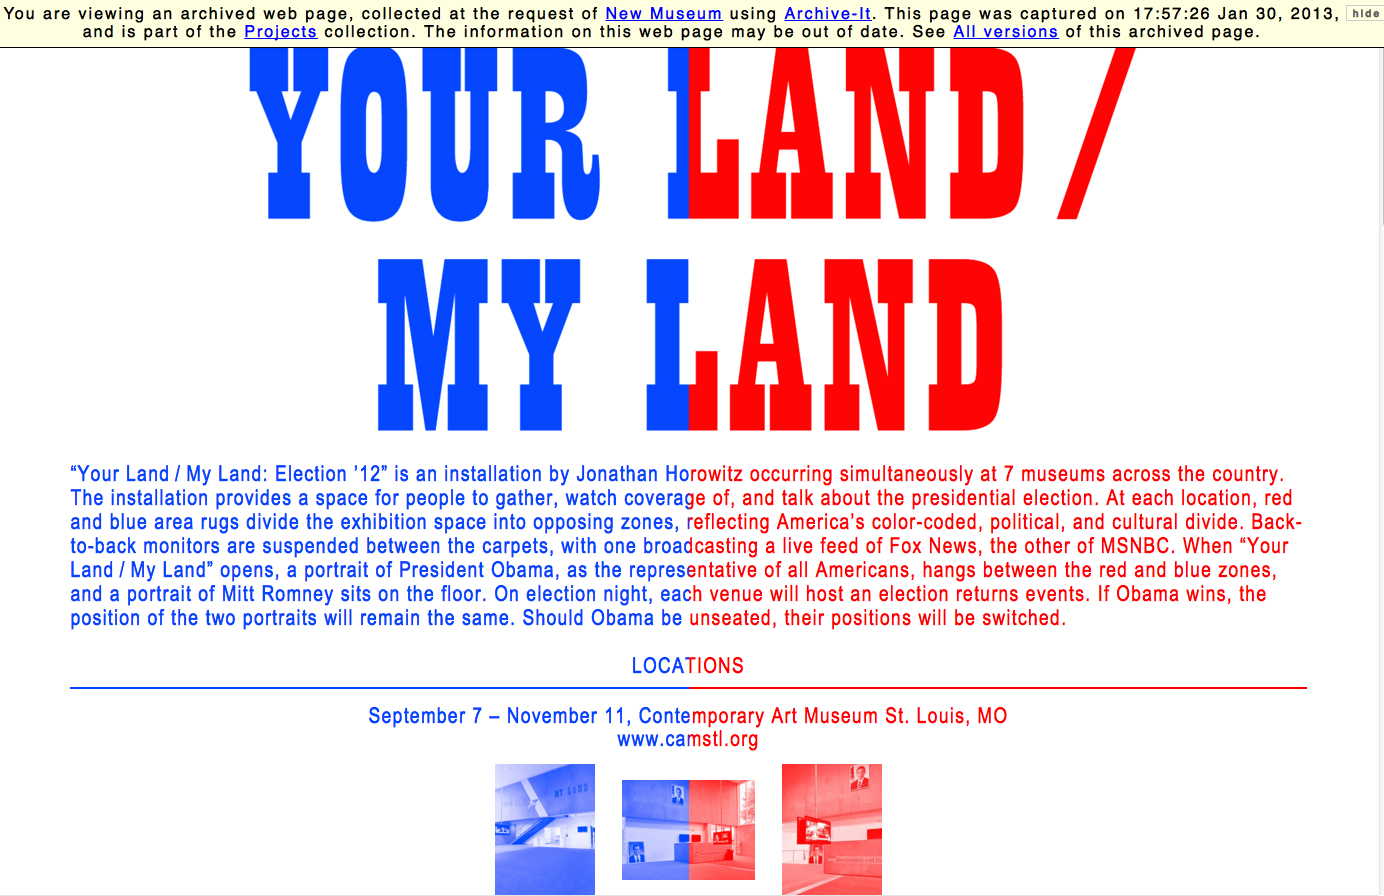 You are viewing an archived web page, collected at the request of New Museum using Archive-It. This page was captured on 17:57:26 Jan 30, 2013, hide
and is part of the Projects collection. The information on this web page may be out of date. See All versions of this archived page.
YOUR LAND /
MY LAND
“Your Land / My Land: Election ’12” is an installation by Jonathan Horowitz occurring simultaneously at 7 museums across the country.
The installation provides a space for people to gather, watch coverage of, and talk about the presidential election. At each location, red
and blue area rugs divide the exhibition space into opposing zones, reflecting America’s color-coded, political, and cultural divide. Back-
to-back monitors are suspended between the carpets, with one broadcasting a live feed of Fox News, the other of MSNBC. When “Your
Land / My Land” opens, a portrait of President Obama, as the representative of all Americans, hangs between the red and blue zones,
and a portrait of Mitt Romney sits on the floor. On election night, each venue will host an election returns events. If Obama wins, the
position of the two portraits will remain the same. Should Obama be unseated, their positions will be switched.
LOCATIONS
September 7 – November 11, Contemporary Art Museum St. Louis, MO
www.camstl.org
MY LAND